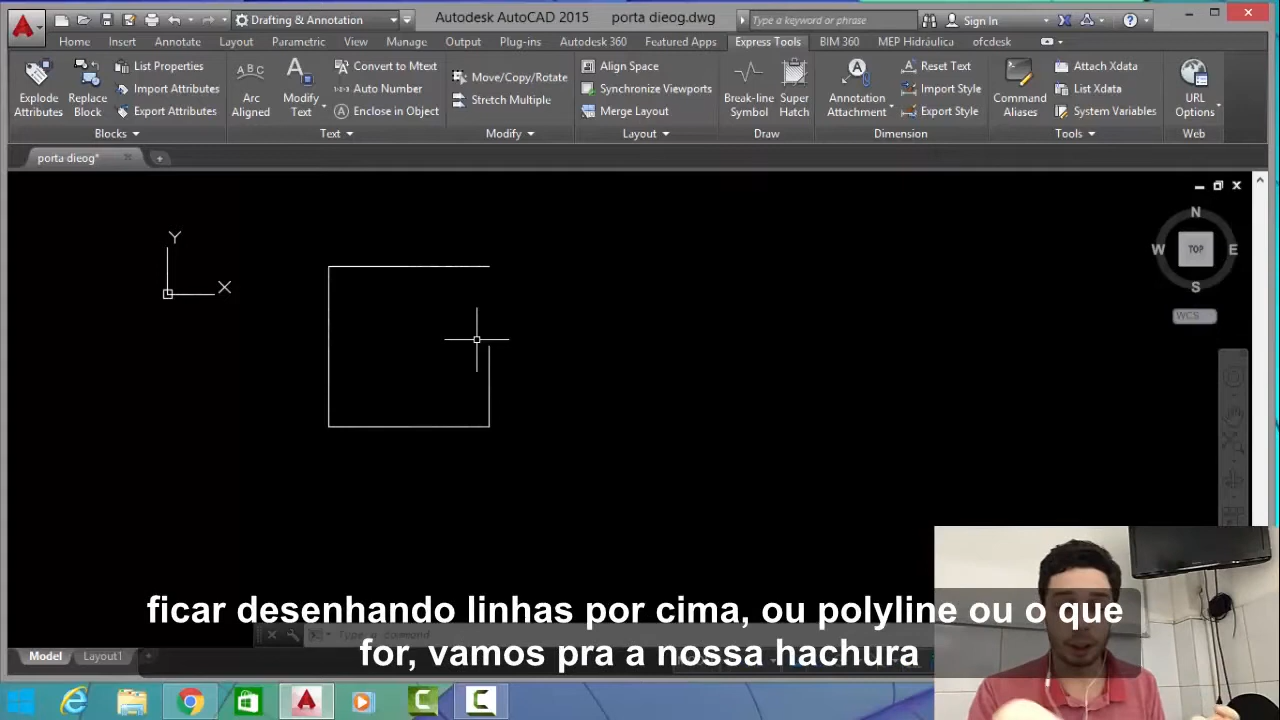 Drafting & Annotation
Autodesk AutoCAD 2015 porta dieog.dwg
Type a keyword or phrase
Sign In
Home Insert Annotate Layout Parametric View Manage Output Plug-ins Autodesk 360 Featured Apps Express Tools BIM 360 MEP Hidráulica ofcdesk
Explode Attributes
Replace Block
List Properties
Import Attributes
Export Attributes
Blocks
Arc Aligned
Modify Text
Convert to Mtext
Auto Number
Enclose in Object
Text
Move/Copy/Rotate
Stretch Multiple
Modify
Align Space
Synchronize Viewports
Merge Layout
Layout
Break-line Symbol
Super Hatch
Draw
Annotation Attachment
Reset Text
Import Style
Export Style
Dimension
Command Aliases
Attach Xdata
List Xdata
System Variables
Tools
URL Options
Web
porta dieog*
Y
X
N
W TOP E
S
WCS
ficar desenhando linhas por cima, ou polyline ou o que
for, vamos pra a nossa hachura
Type a command
Model Layout1